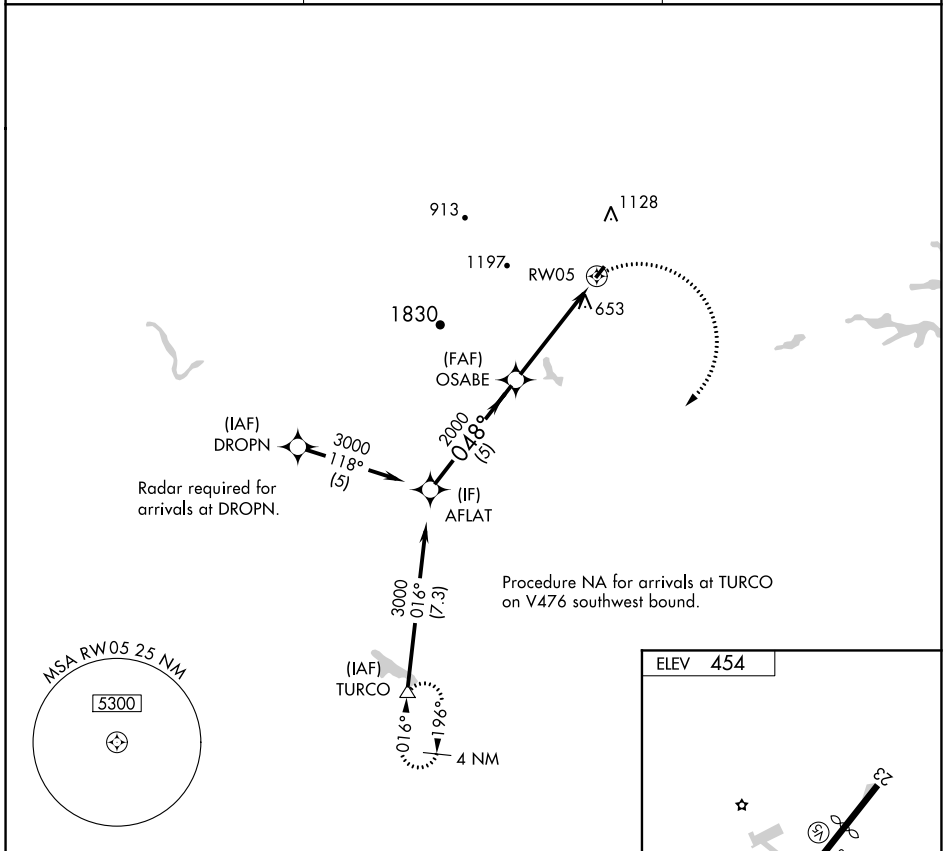 913
1128
1197
RW05
653
1830
(FAF)
OSABE
(IAF)
DROPN
3000
118°
(5)
2000
048°
(5)
Radar required for
arrivals at DROPN.
(IF)
AFLAT
3000
016°
(7.3)
Procedure NA for arrivals at TURCO
on V476 southwest bound.
MSA RW05 25 NM
5300
(IAF)
TURCO
016°
196°
4 NM
ELEV 454
23